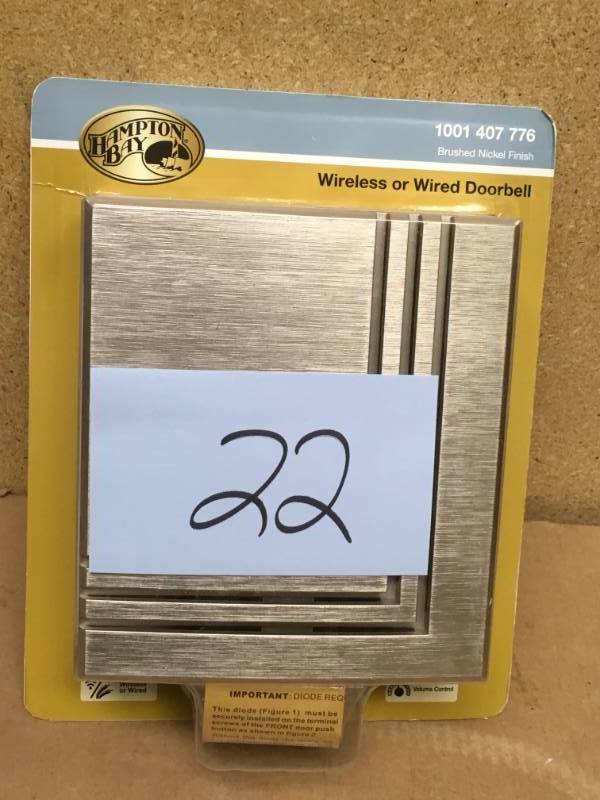 HAMPTON
BAY
1001 407 776
Brushed Nickel Finish
Wireless or Wired Doorbell
22
Wireless
or Wired
Volume Control
IMPORTANT: DIODE REQ
This diode (Figure 1) must be
securely installed on the terminal
screws of the FRONT door push
button as shown in figure 2